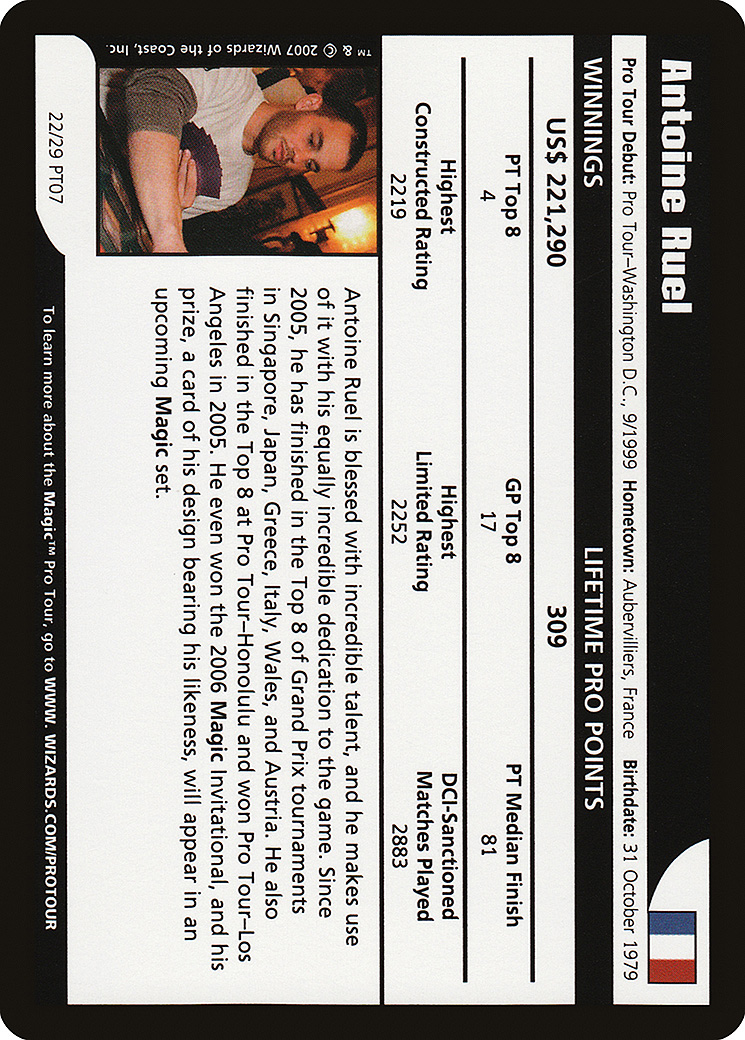 Antoine Ruel
Pro Tour Debut: Pro Tour–Washington D.C., 9/1999 Hometown: Aubervilliers, France Birthdate: 31 October 1979
WINNINGS LIFETIME PRO POINTS
US$ 221,290 309
PT Top 8 GP Top 8 PT Median Finish
4 17 81
Highest Highest DCI-Sanctioned
Constructed Rating Limited Rating Matches Played
2219 2252 2883
™ & © 2007 Wizards of the Coast, Inc.
Antoine Ruel is blessed with incredible talent, and he makes use
of it with his equally incredible dedication to the game. Since
2005, he has finished in the Top 8 of Grand Prix tournaments
in Singapore, Japan, Greece, Italy, Wales, and Austria. He also
finished in the Top 8 at Pro Tour–Honolulu and won Pro Tour–Los
Angeles in 2005. He even won the 2006 Magic Invitational, and his
prize, a card of his design bearing his likeness, will appear in an
upcoming Magic set.
22/29 PT07
To learn more about the Magic™ Pro Tour, go to WWW. WIZARDS.COM/PROTOUR